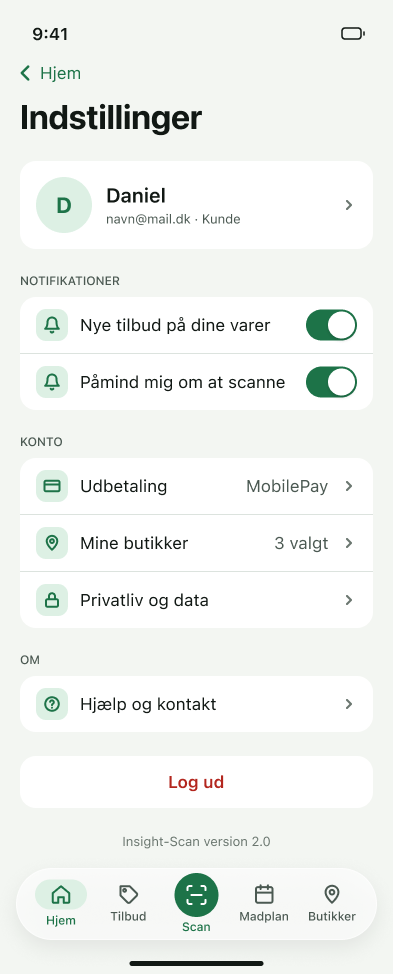 9:41
Hjem
Indstillinger
D
Daniel
navn@mail.dk · Kunde
NOTIFIKATIONER
Nye tilbud på dine varer
Påmind mig om at scanne
KONTO
Udbetaling MobilePay
Mine butikker 3 valgt
Privatliv og data
OM
Hjælp og kontakt
Log ud
Insight-Scan version 2.0
Hjem Tilbud Scan Madplan Butikker